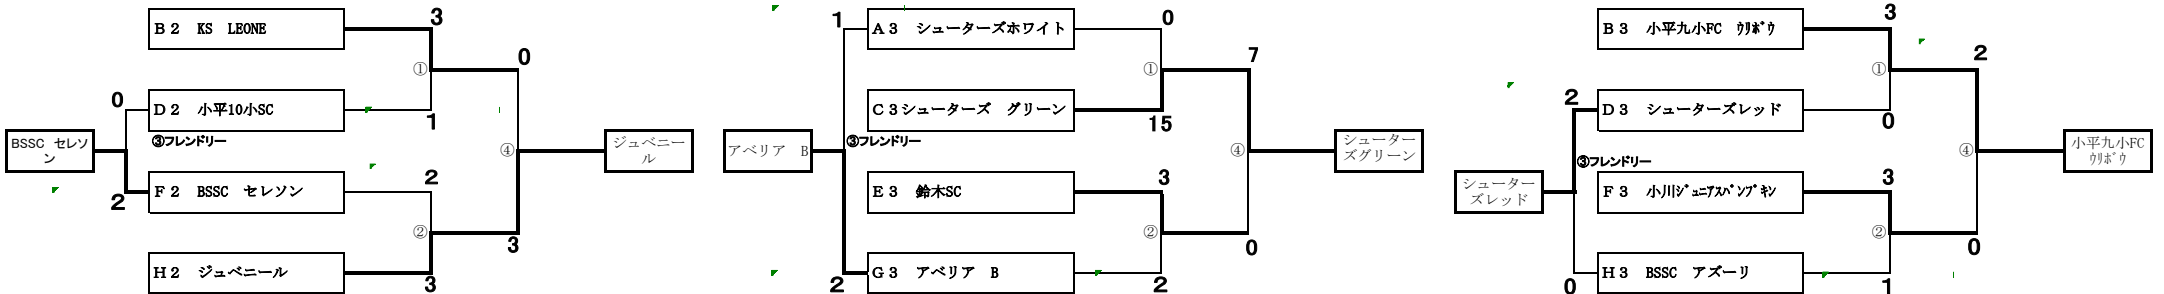 B2 KS LEONE
3
①
0
D2 小平10小SC
0
1
③フレンドリー
BSSC セレソ
ン
④
ジュベニー
ル
F2 BSSC セレソン
2
2
②
3
H2 ジュベニール
3
1
A3 シューターズホワイト
0
7
①
C3シューターズ グリーン
15
③フレンドリー
アベリア B
④
シューター
ズグリーン
E3 鈴木SC
3
②
0
G3 アベリア B
2
2
B3 小平九小FC ｳﾘﾎﾞｳ
3
2
①
2
D3 シューターズレッド
0
③フレンドリー
④
小平九小FC
ｳﾘﾎﾞｳ
シューター
ズレッド
F3 小川ｼﾞｭﾆｱｽﾊﾟﾝﾌﾟｷﾝ
3
②
0
H3 BSSC アズーリ
0
1